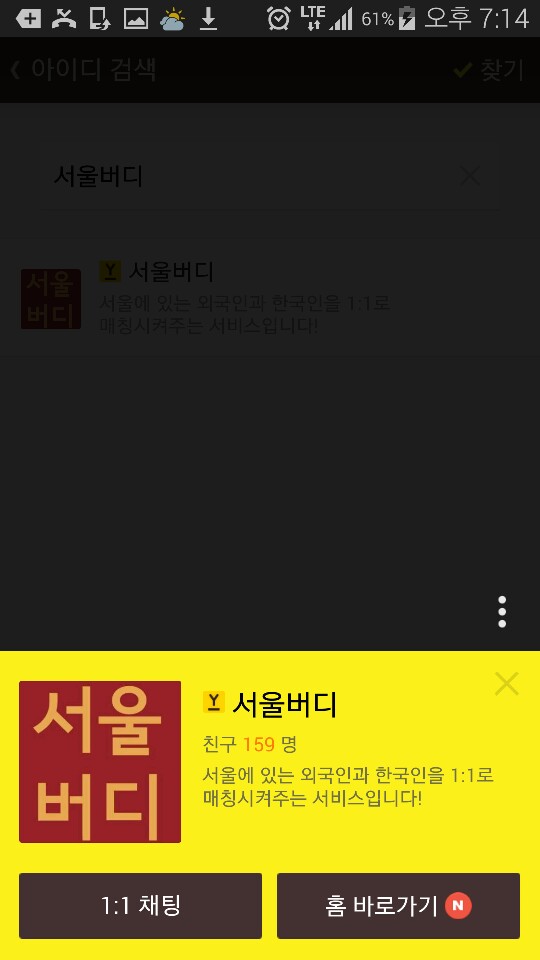 LTE 61% 오후 7:14
아이디 검색 찾기
서울버디
서울
버디
Y 서울버디
서울에 있는 외국인과 한국인을 1:1로
매칭시켜주는 서비스입니다!
서울
버디
Y 서울버디
친구 159 명
서울에 있는 외국인과 한국인을 1:1로
매칭시켜주는 서비스입니다!
1:1 채팅
홈 바로가기 N